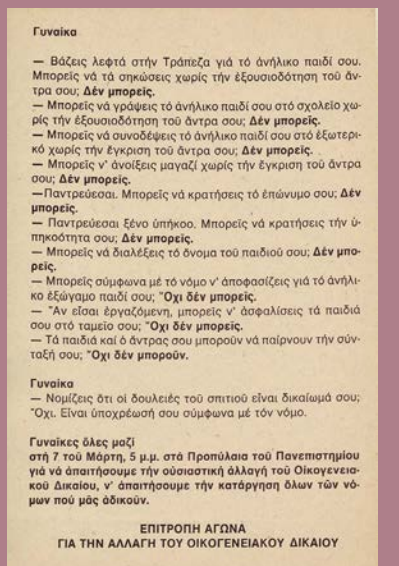 Γυναίκα
— Βάζεις λεφτά στήν Τράπεζα γιά τό ἀνήλικο παιδί σου.
Μπορεῖς νά τά σηκώσεις χωρίς τήν ἐξουσιοδότηση τοῦ ἄν-
τρα σου; Δέν μπορεῖς.
— Μπορεῖς νά γράψεις τό ἀνήλικο παιδί σου στό σχολεῖο χω-
ρίς τήν ἐξουσιοδότηση τοῦ ἄντρα σου; Δέν μπορεῖς.
— Μπορεῖς νά συνοδέψεις τό ἀνήλικο παιδί σου στό ἐξωτερι-
κό χωρίς τήν ἔγκριση τοῦ ἄντρα σου; Δέν μπορεῖς.
— Μπορεῖς ν' ἀνοίξεις μαγαζί χωρίς τήν ἔγκριση τοῦ ἄντρα
σου; Δέν μπορεῖς.
—Παντρεύεσαι. Μπορεῖς νά κρατήσεις τό ἐπώνυμο σου; Δέν
μπορεῖς.
— Παντρεύεσαι ξένο ὑπήκοο. Μπορεῖς νά κρατήσεις τήν ὑ-
πηκοότητα σου; Δέν μπορεῖς.
— Μπορεῖς νά διαλέξεις τό ὄνομα τοῦ παιδιοῦ σου; Δέν μπο-
ρεῖς.
— Μπορεῖς σύμφωνα μέ τό νόμο ν' ἀποφασίζεις γιά τό ἀνήλι-
κο ἐξώγαμο παιδί σου; Ὄχι δέν μπορεῖς.
— Ἄν εἶσαι ἐργαζόμενη, μπορεῖς ν' ἀσφαλίσεις τά παιδιά
σου στό ταμεῖο σου; Ὄχι δέν μπορεῖς.
— Τά παιδιά καί ὁ ἄντρας σου μποροῦν νά παίρνουν τήν σύν-
ταξή σου; Ὄχι δέν μποροῦν.
Γυναίκα
— Νομίζεις ὅτι οἱ δουλειές τοῦ σπιτιοῦ εἶναι δικαίωμά σου;
Ὄχι. Εἶναι ὑποχρέωσή σου σύμφωνα μέ τόν νόμο.
Γυναίκες ὅλες μαζί
στή 7 τοῦ Μάρτη, 5 μ.μ. στά Προπύλαια τοῦ Πανεπιστημίου
γιά νά ἀπαιτήσουμε τήν οὐσιαστική ἀλλαγή τοῦ Οἰκογενεια-
κοῦ Δικαίου, ν' ἀπαιτήσουμε τήν κατάργηση ὅλων τῶν νό-
μων πού μᾶς ἀδικοῦν.
ΕΠΙΤΡΟΠΗ ΑΓΩΝΑ
ΓΙΑ ΤΗΝ ΑΛΛΑΓΗ ΤΟΥ ΟΙΚΟΓΕΝΕΙΑΚΟΥ ΔΙΚΑΙΟΥ